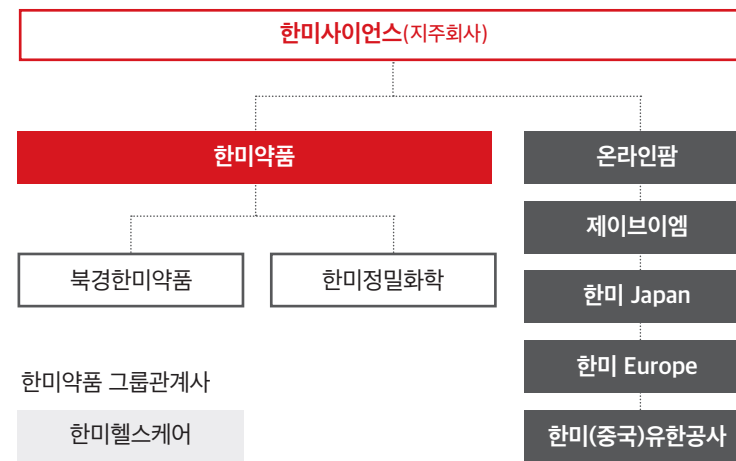 한미사이언스(지주회사)
한미약품
온라인팜
제이브이엠
북경한미약품
한미정밀화학
한미 Japan
한미 Europe
한미약품 그룹관계사
한미헬스케어
한미(중국)유한공사